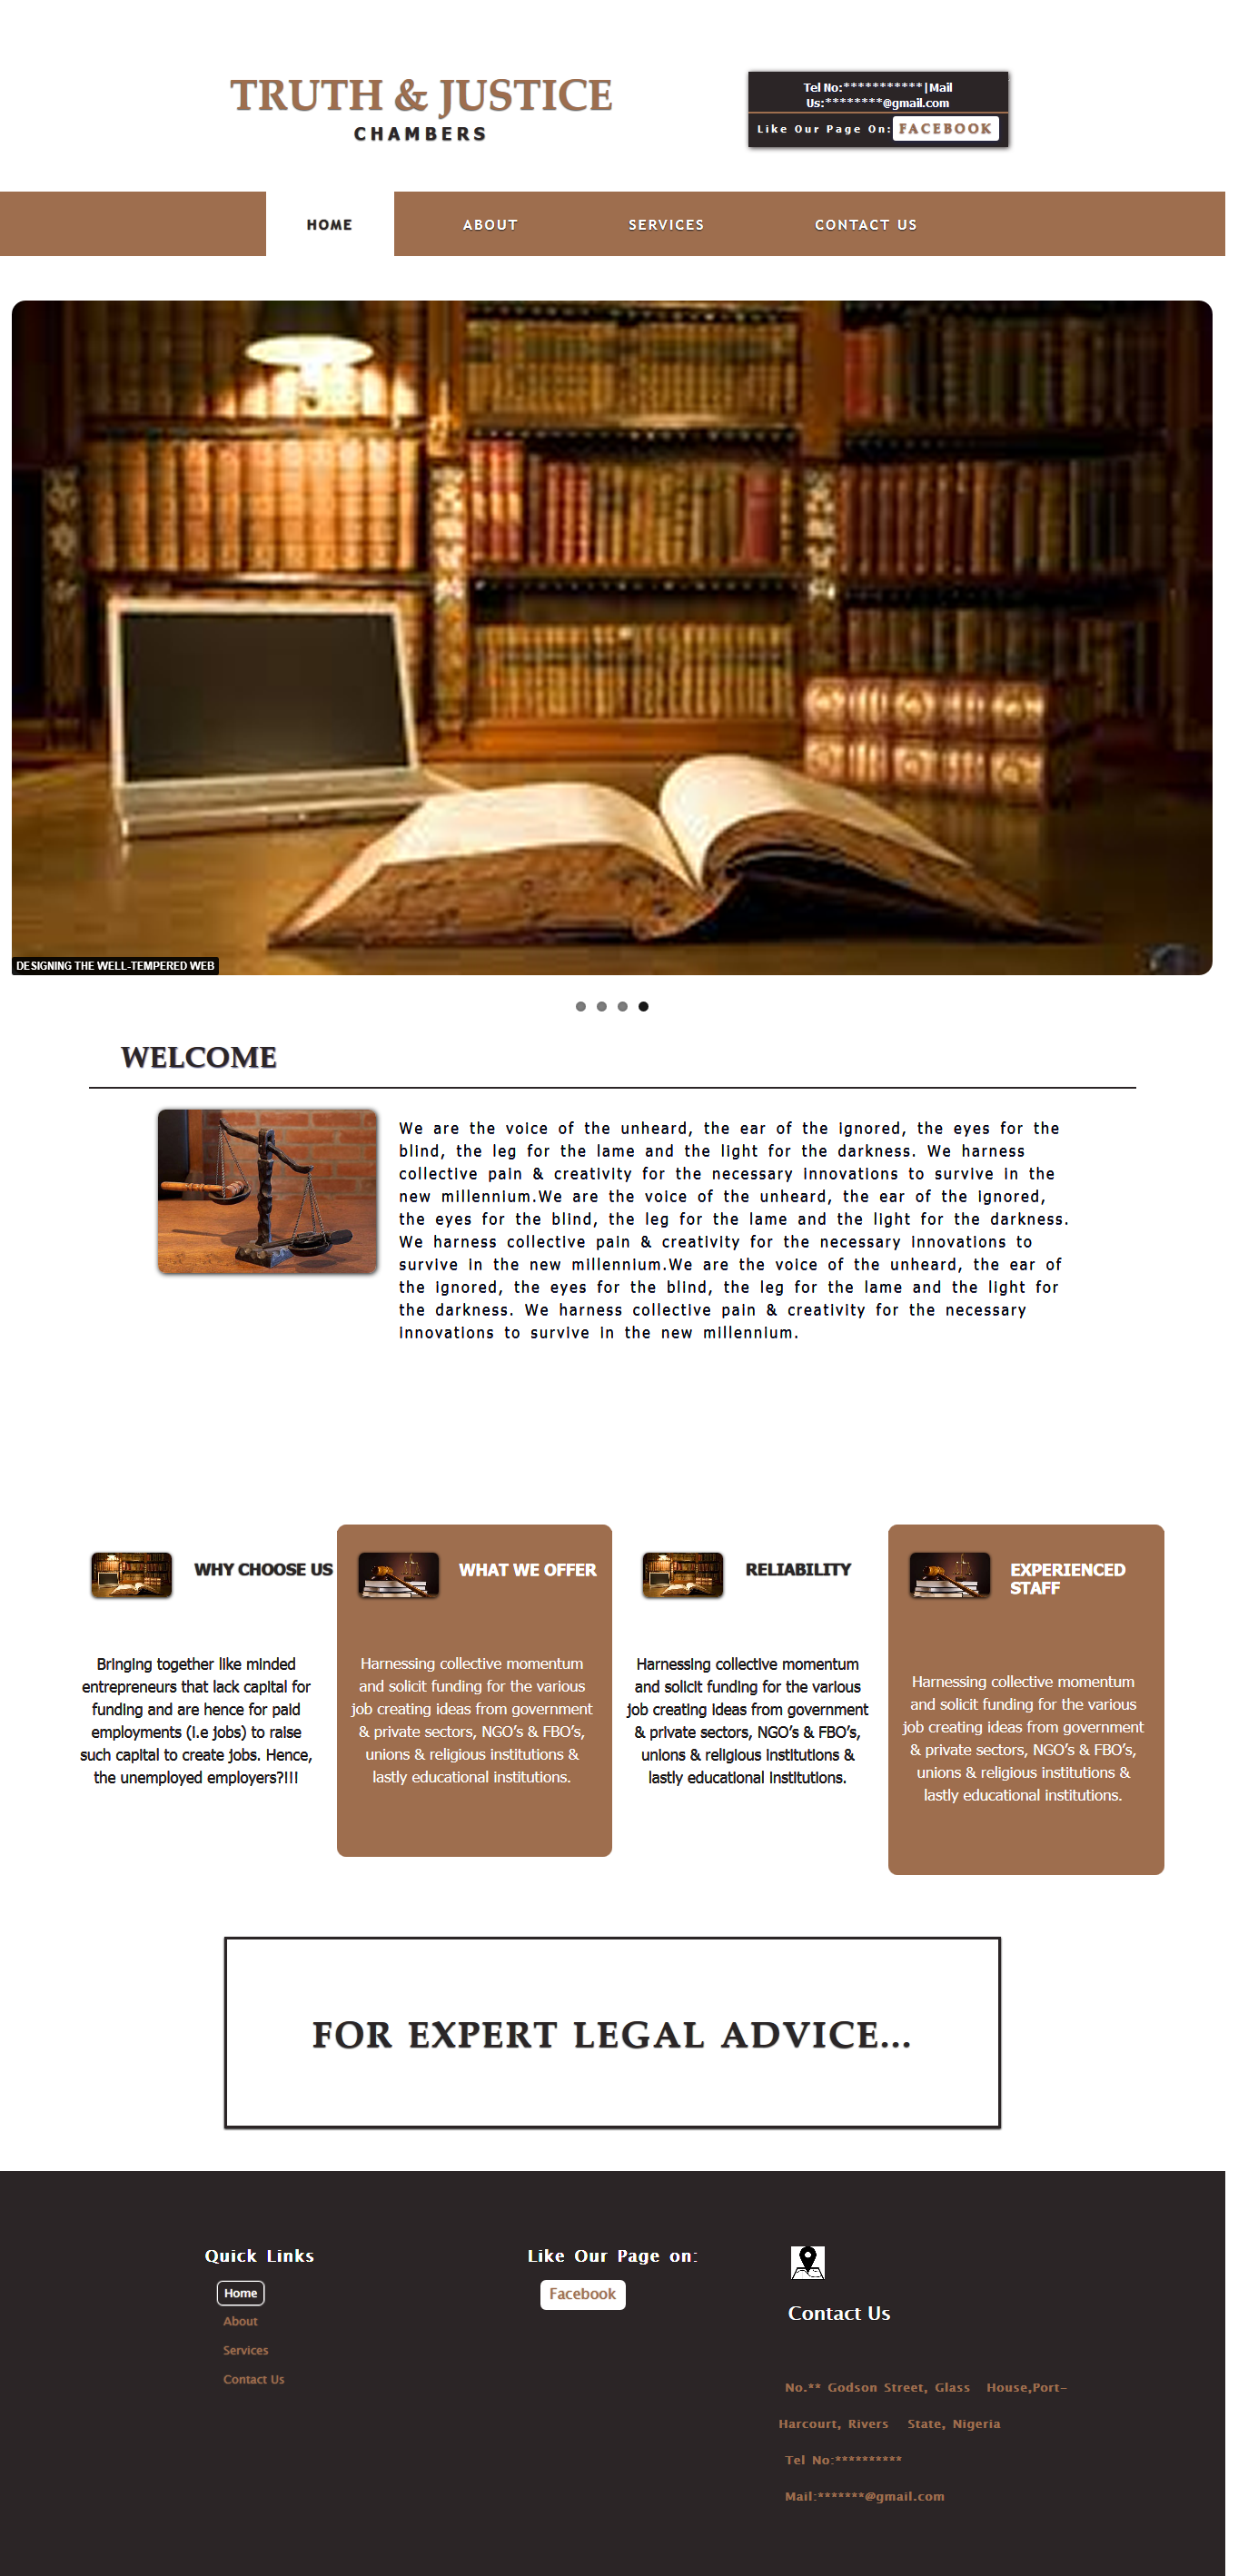 TRUTH & JUSTICE
CHAMBERS
Tel No:***********|Mail
Us:********@gmail.com
Like Our Page On: FACEBOOK
HOME
ABOUT
SERVICES
CONTACT US
DESIGNING THE WELL-TEMPERED WEB
WELCOME
We are the voice of the unheard, the ear of the ignored, the eyes for the
blind, the leg for the lame and the light for the darkness. We harness
collective pain & creativity for the necessary innovations to survive in the
new millennium.We are the voice of the unheard, the ear of the ignored,
the eyes for the blind, the leg for the lame and the light for the darkness.
We harness collective pain & creativity for the necessary innovations to
survive in the new millennium.We are the voice of the unheard, the ear of
the ignored, the eyes for the blind, the leg for the lame and the light for
the darkness. We harness collective pain & creativity for the necessary
innovations to survive in the new millennium.
WHY CHOOSE US
Bringing together like minded
entrepreneurs that lack capital for
funding and are hence for paid
employments (i.e jobs) to raise
such capital to create jobs. Hence,
the unemployed employers?!!!
WHAT WE OFFER
Harnessing collective momentum
and solicit funding for the various
job creating ideas from government
& private sectors, NGO’s & FBO’s,
unions & religious institutions &
lastly educational institutions.
RELIABILITY
Harnessing collective momentum
and solicit funding for the various
job creating ideas from government
& private sectors, NGO’s & FBO’s,
unions & religious institutions &
lastly educational institutions.
EXPERIENCED
STAFF
Harnessing collective momentum
and solicit funding for the various
job creating ideas from government
& private sectors, NGO’s & FBO’s,
unions & religious institutions &
lastly educational institutions.
FOR EXPERT LEGAL ADVICE...
Quick Links
Home
About
Services
Contact Us
Like Our Page on:
Facebook
Contact Us
No.** Godson Street, Glass House,Port-
Harcourt, Rivers State, Nigeria
Tel No:**********
Mail:*******@gmail.com